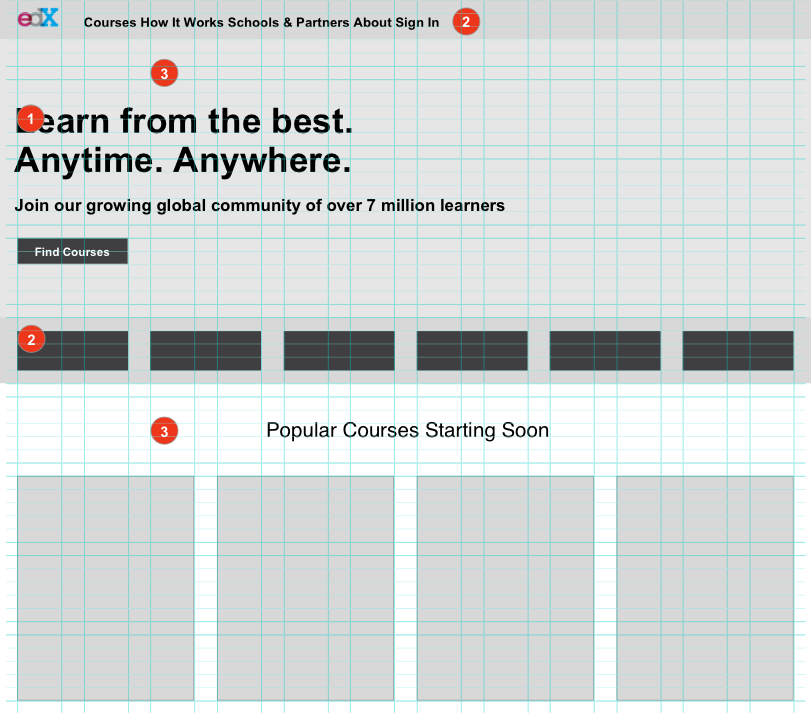 edX
Courses How It Works Schools & Partners About Sign In
2
3
1
Learn from the best.
Anytime. Anywhere.
Join our growing global community of over 7 million learners
Find Courses
2
3
Popular Courses Starting Soon